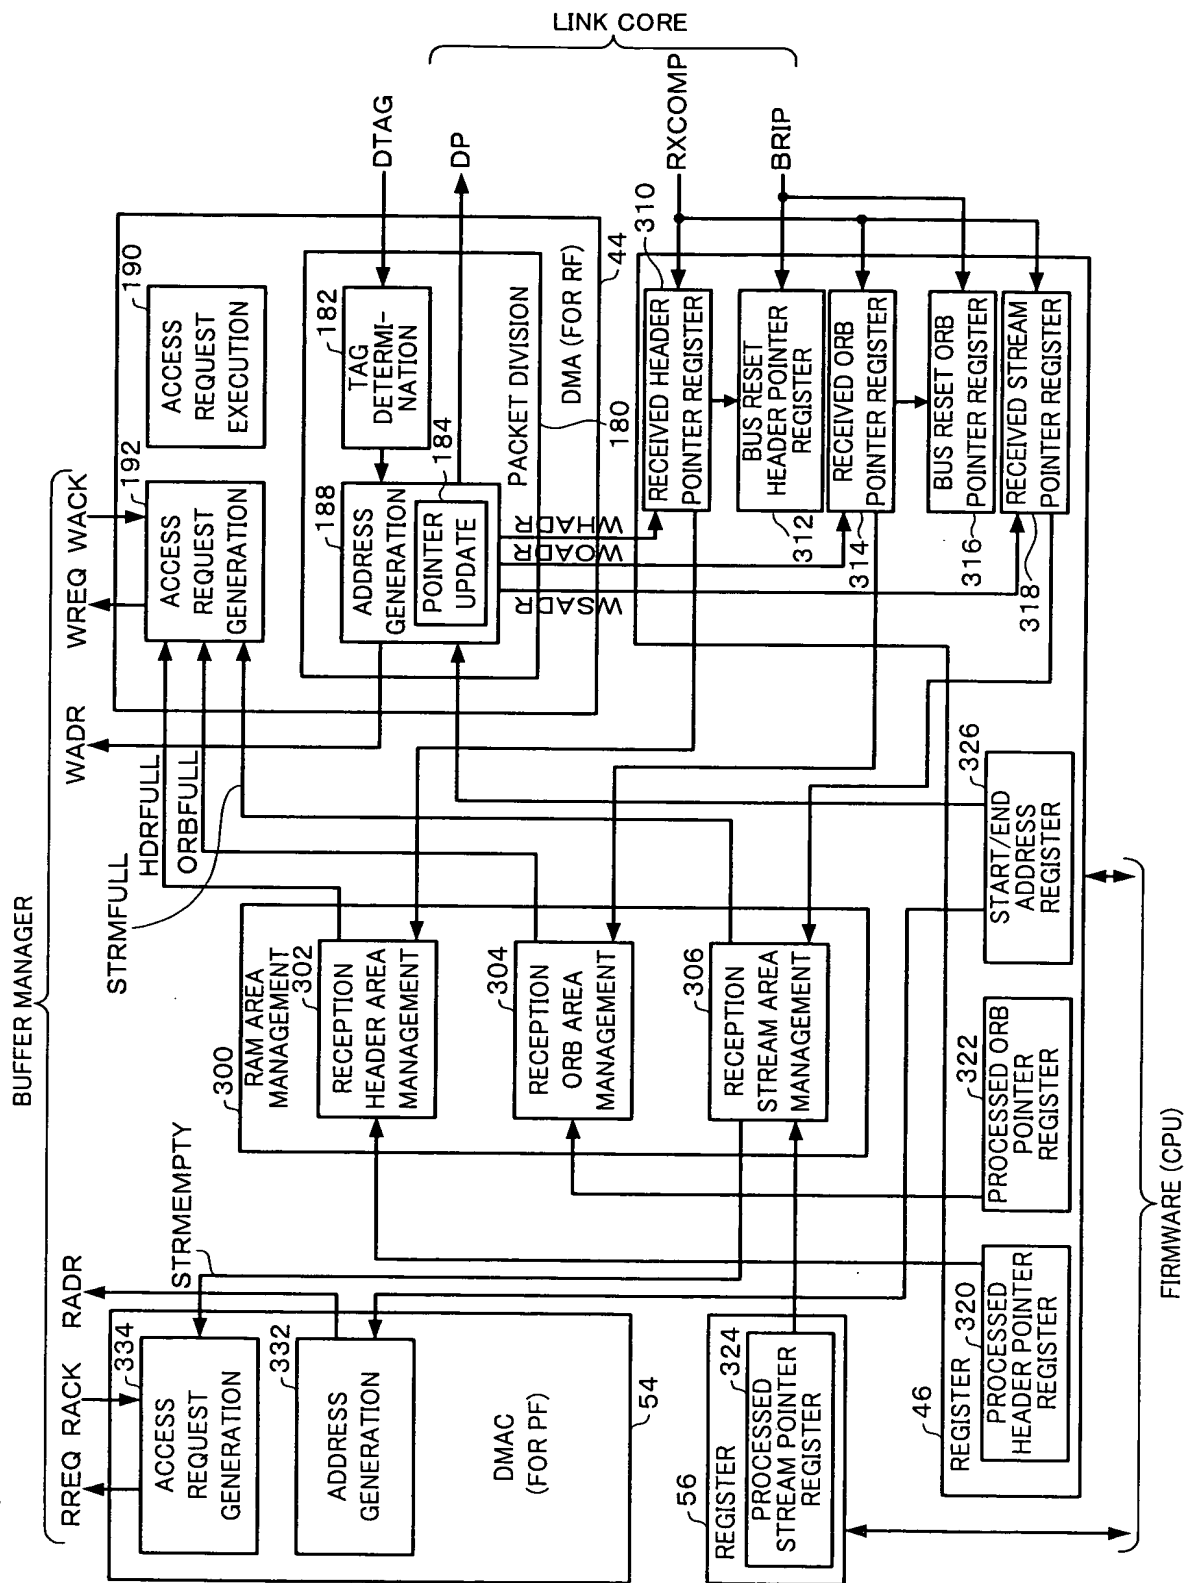 BUFFER MANAGER
RREQ
RACK
RADR
STRMEMPTY
STRMFULL
HDRFULL
ORBFULL
WADR
WREQ
WACK
334
ACCESS
REQUEST
GENERATION
332
ADDRESS
GENERATION
DMAC
(FOR PF)
54
300
RAM AREA
MANAGEMENT
302
RECEPTION
HEADER AREA
MANAGEMENT
304
RECEPTION
ORB AREA
MANAGEMENT
306
RECEPTION
STREAM AREA
MANAGEMENT
192
ACCESS
REQUEST
GENERATION
190
ACCESS
REQUEST
EXECUTION
188
ADDRESS
GENERATION
184
POINTER
UPDATE
182
TAG
DETERMI-
NATION
PACKET DIVISION
180
DMA (FOR RF)
44
WSADR
WOADR
WHADR
LINK CORE
DTAG
DP
RXCOMP
BRIP
310
RECEIVED HEADER
POINTER REGISTER
BUS RESET
HEADER POINTER
REGISTER
312
RECEIVED ORB
POINTER REGISTER
314
BUS RESET ORB
POINTER REGISTER
316
RECEIVED STREAM
POINTER REGISTER
318
56
REGISTER
324
PROCESSED
STREAM POINTER
REGISTER
46
REGISTER
320
PROCESSED
HEADER POINTER
REGISTER
322
PROCESSED ORB
POINTER
REGISTER
326
START/END
ADDRESS
REGISTER
FIRMWARE (CPU)